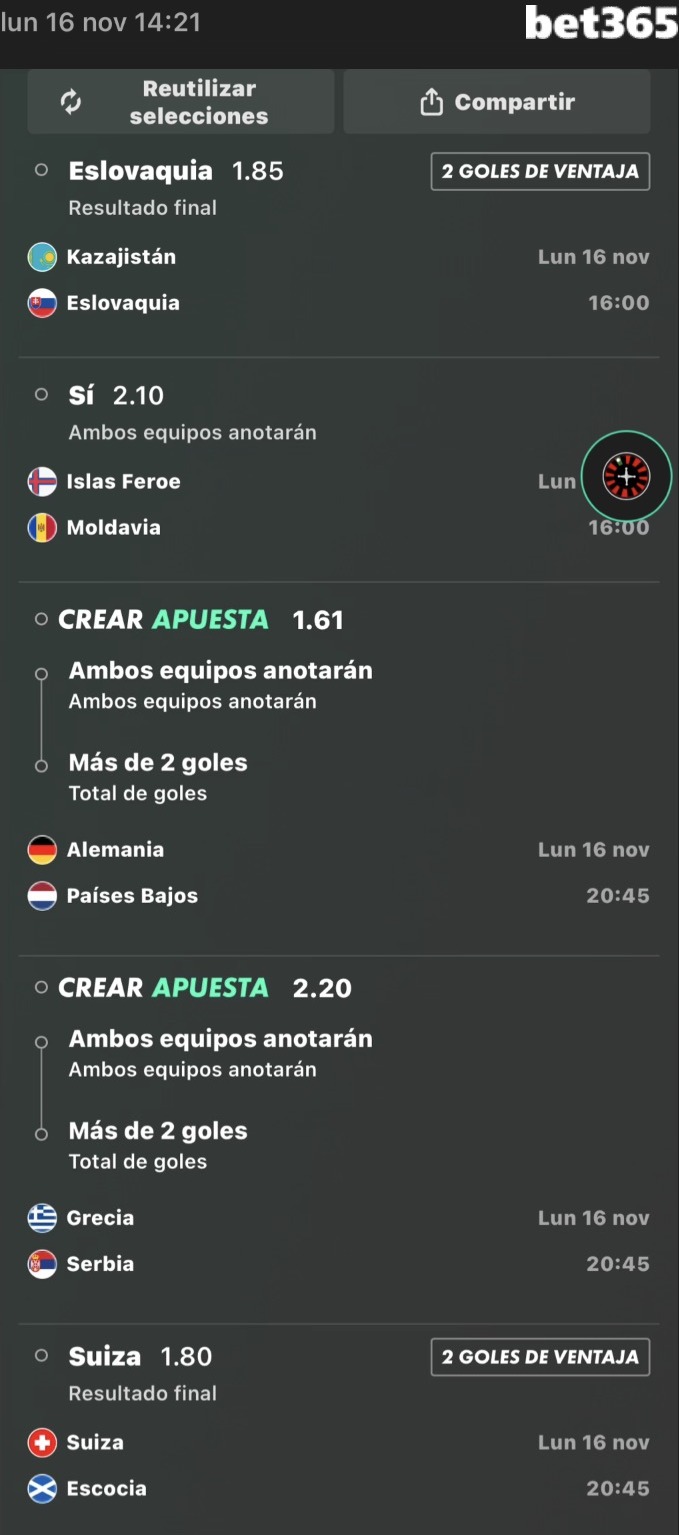 lun 16 nov 14:21
bet365
Reutilizar
selecciones
Compartir
Eslovaquia 1.85 2 GOLES DE VENTAJA
Resultado final
Kazajistán Lun 16 nov
Eslovaquia 16:00
Sí 2.10
Ambos equipos anotarán
Islas Feroe Lun
Moldavia 16:00
CREAR APUESTA 1.61
Ambos equipos anotarán
Ambos equipos anotarán
Más de 2 goles
Total de goles
Alemania Lun 16 nov
Países Bajos 20:45
CREAR APUESTA 2.20
Ambos equipos anotarán
Ambos equipos anotarán
Más de 2 goles
Total de goles
Grecia Lun 16 nov
Serbia 20:45
Suiza 1.80 2 GOLES DE VENTAJA
Resultado final
Suiza Lun 16 nov
Escocia 20:45